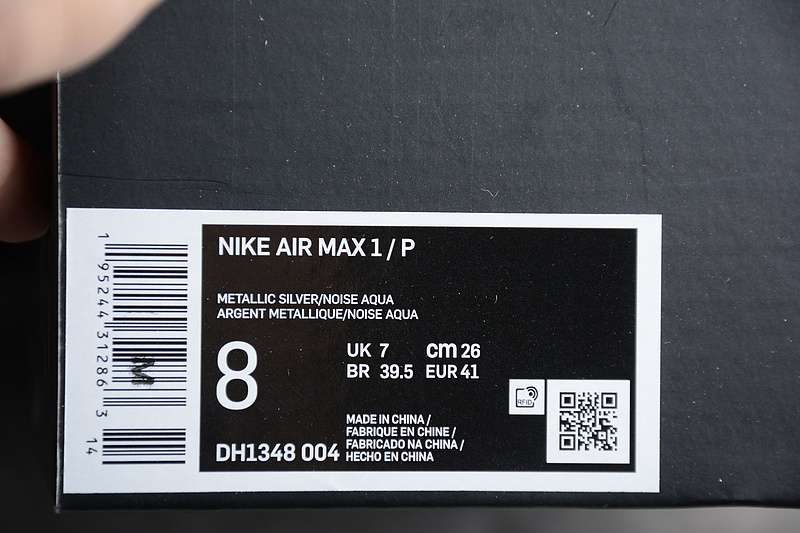 NIKE AIR MAX 1 / P
METALLIC SILVER/NOISE AQUA
ARGENT METALLIQUE/NOISE AQUA
8
UK 7 cm 26
BR 39.5 EUR 41
MADE IN CHINA /
FABRIQUE EN CHINE /
FABRICADO NA CHINA /
HECHO EN CHINA
DH1348 004
RFID
1 95244 31286 3 14
M